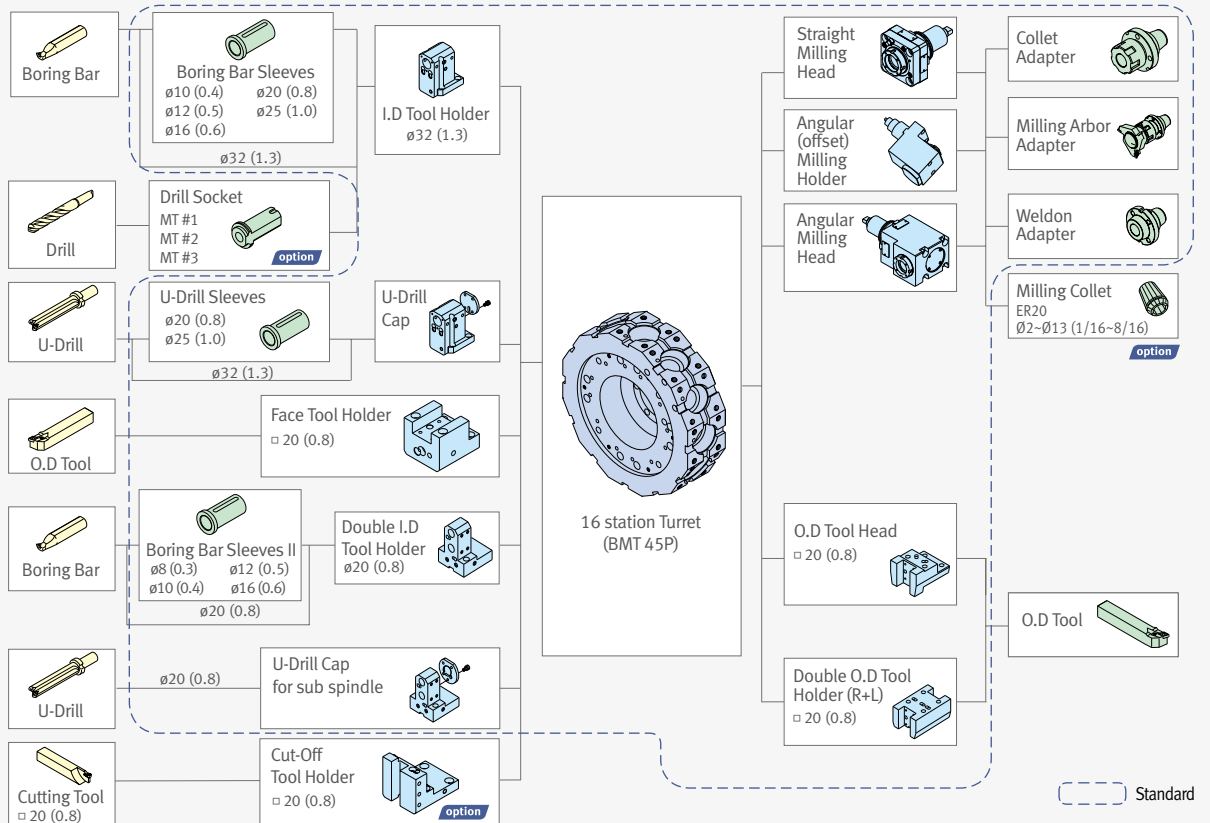 Boring Bar
Boring Bar Sleeves
ø10 (0.4) ø20 (0.8)
ø12 (0.5) ø25 (1.0)
ø16 (0.6)
ø32 (1.3)
I.D Tool Holder
ø32 (1.3)
Drill
Drill Socket
MT #1
MT #2
MT #3
option
U-Drill
U-Drill Sleeves
ø20 (0.8)
ø25 (1.0)
ø32 (1.3)
U-Drill
Cap
O.D Tool
Face Tool Holder
□ 20 (0.8)
Boring Bar
Boring Bar Sleeves II
ø8 (0.3) ø12 (0.5)
ø10 (0.4) ø16 (0.6)
ø20 (0.8)
Double I.D
Tool Holder
ø20 (0.8)
U-Drill
ø20 (0.8)
U-Drill Cap
for sub spindle
Cutting Tool
□ 20 (0.8)
Cut-Off
Tool Holder
□ 20 (0.8)
option
16 station Turret
(BMT 45P)
Straight
Milling
Head
Angular
(offset)
Milling
Holder
Angular
Milling
Head
Collet
Adapter
Milling Arbor
Adapter
Weldon
Adapter
Milling Collet
ER20
Ø2~Ø13 (1/16~8/16)
option
O.D Tool Head
□ 20 (0.8)
Double O.D Tool
Holder (R+L)
□ 20 (0.8)
O.D Tool
Standard